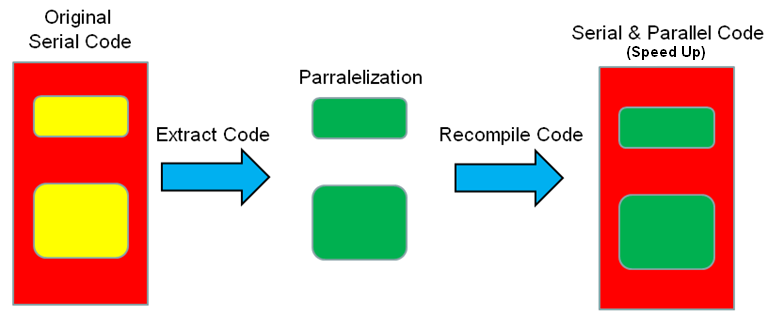 Original
Serial Code
Serial & Parallel Code
(Speed Up)
Parralelization
Extract Code
Recompile Code